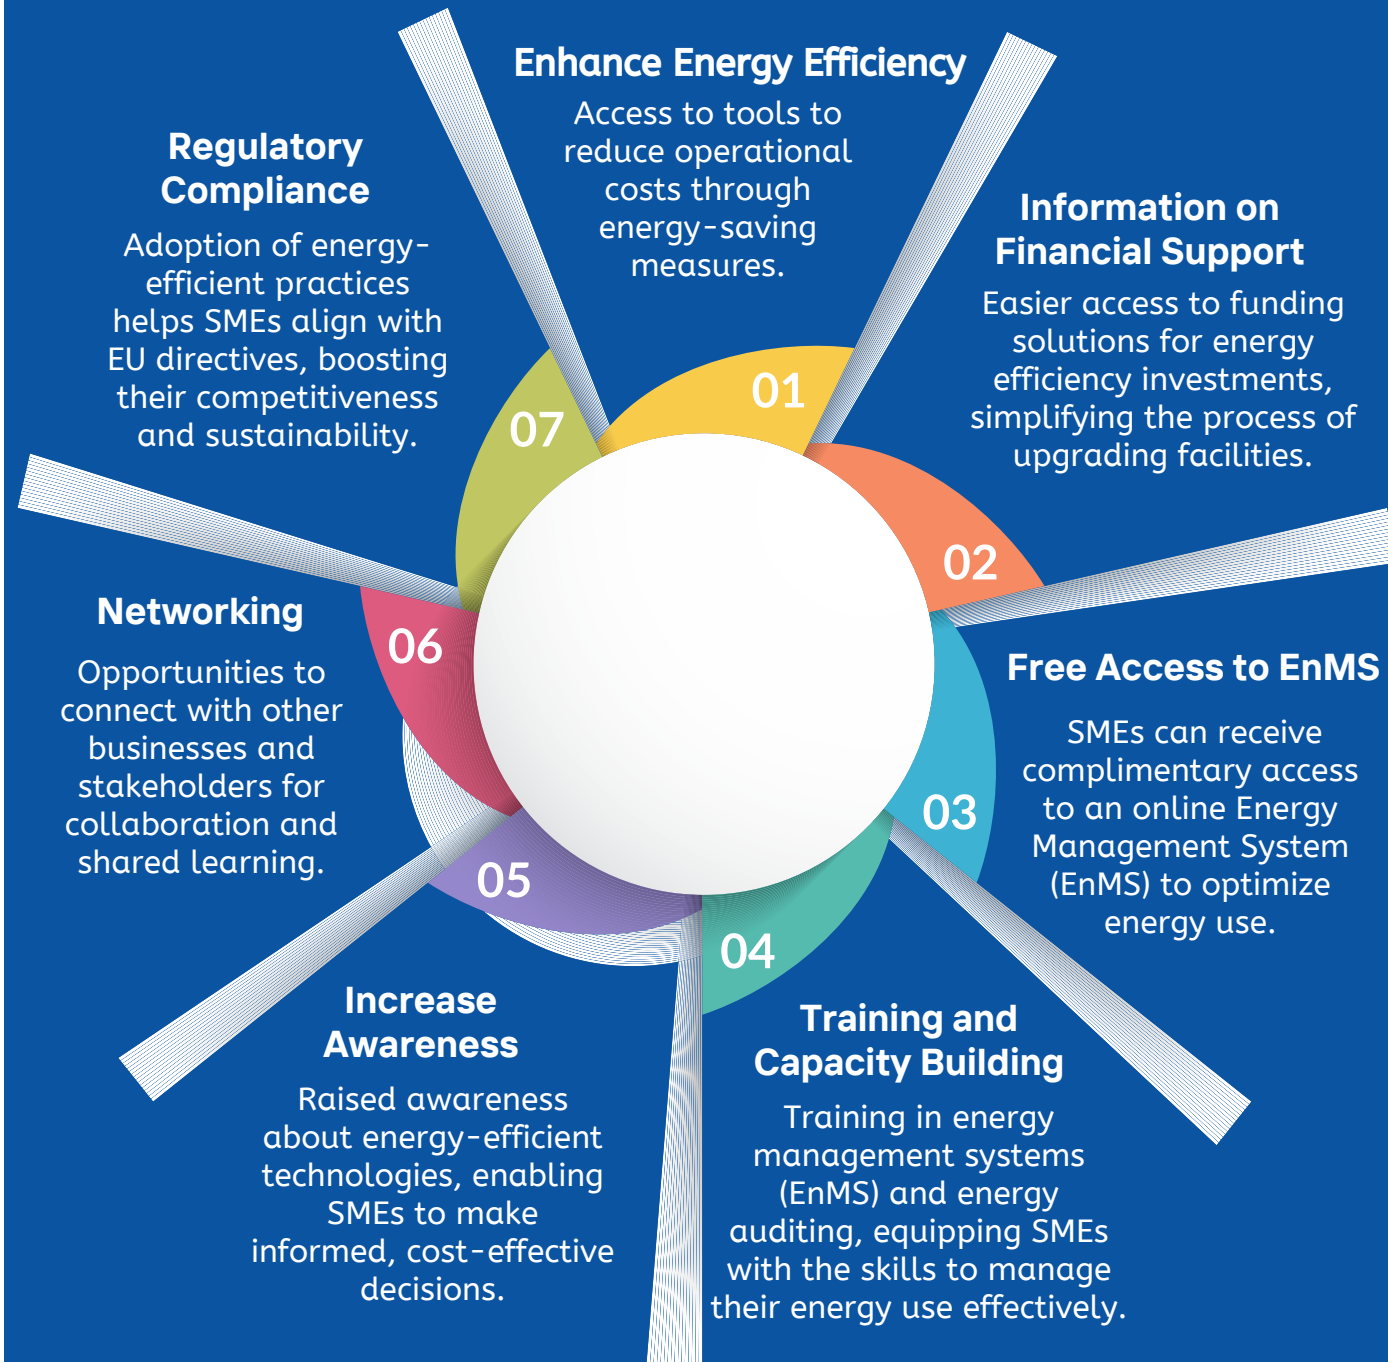 Enhance Energy Efficiency
Access to tools to
reduce operational
costs through
energy-saving
measures.
01
Information on
Financial Support
Easier access to funding
solutions for energy
efficiency investments,
simplifying the process of
upgrading facilities.
02
Free Access to EnMS
SMEs can receive
complimentary access
to an online Energy
Management System
(EnMS) to optimize
energy use.
03
Training and
Capacity Building
Training in energy
management systems
(EnMS) and energy
auditing, equipping SMEs
with the skills to manage
their energy use effectively.
04
Increase
Awareness
Raised awareness
about energy-efficient
technologies, enabling
SMEs to make
informed, cost-effective
decisions.
05
Networking
Opportunities to
connect with other
businesses and
stakeholders for
collaboration and
shared learning.
06
Regulatory
Compliance
Adoption of energy-
efficient practices
helps SMEs align with
EU directives, boosting
their competitiveness
and sustainability.
07